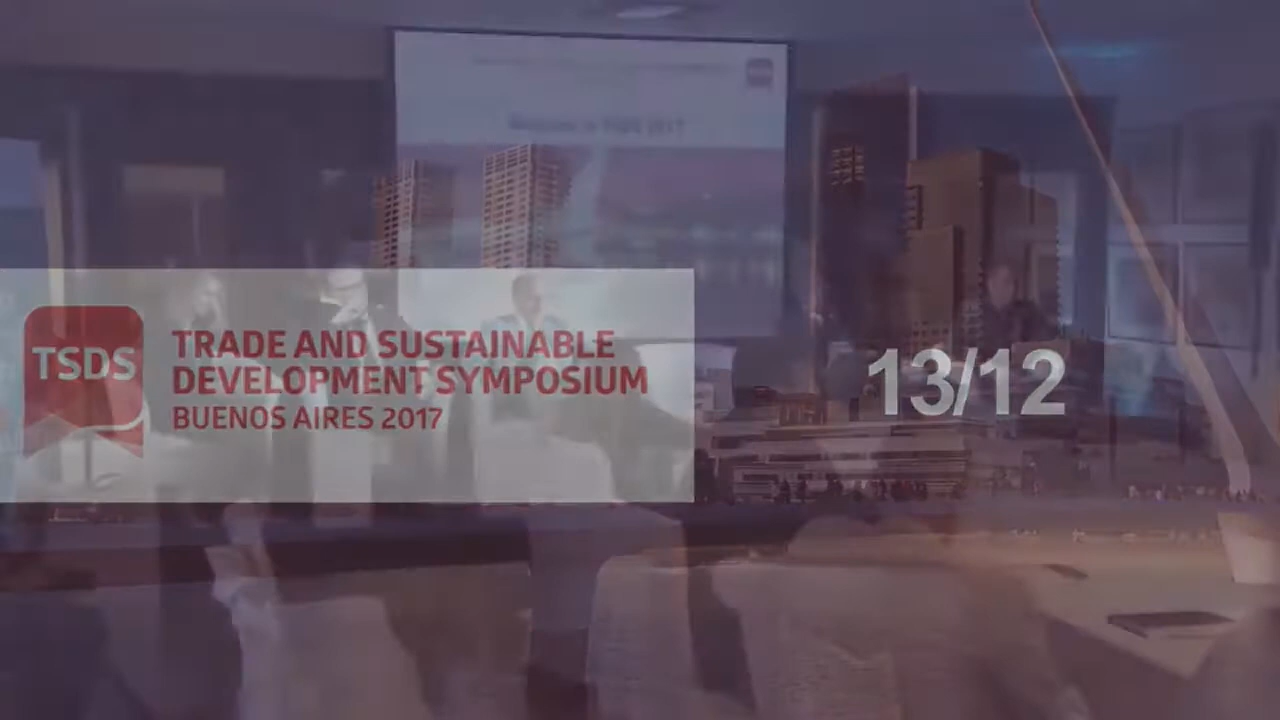 TSDS
TRADE AND SUSTAINABLE
DEVELOPMENT SYMPOSIUM
BUENOS AIRES 2017
13/12